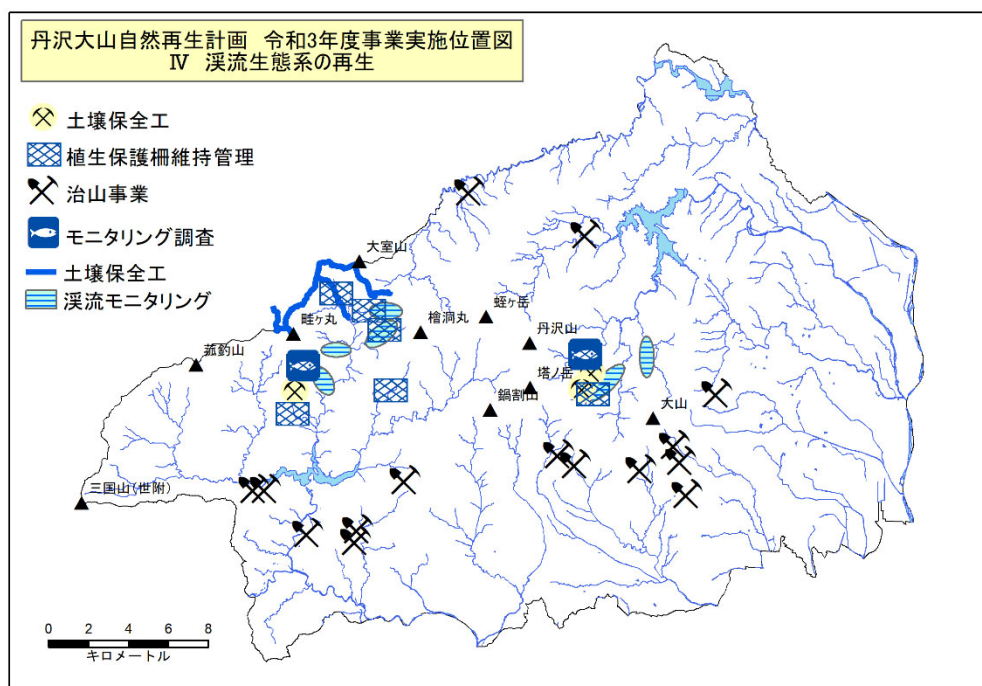 丹沢大山自然再生計画 令和3年度事業実施位置図
Ⅳ 渓流生態系の再生
土壌保全工
植生保護柵維持管理
治山事業
モニタリング調査
土壌保全工
渓流モニタリング
大室山
畦ヶ丸
檜洞丸
蛭ヶ岳
丹沢山
菰釣山
塔ノ岳
鍋割山
大山
三国山(世附)
0 2 4 6 8
キロメートル